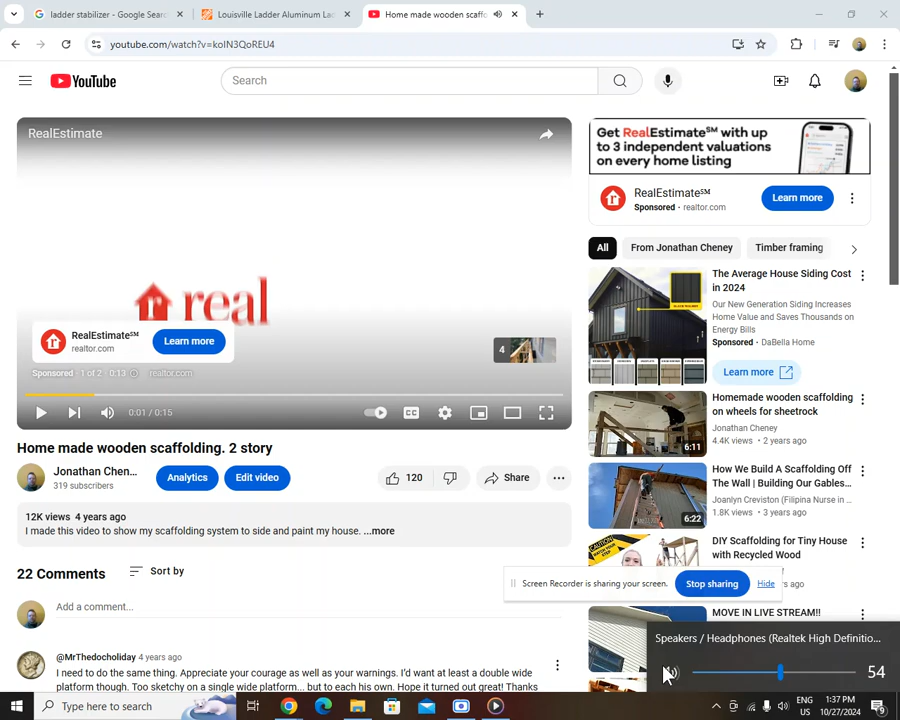 ladder stabilizer - Google Sear
Louisville Ladder Aluminum La
Home made wooden scaffo
youtube.com/watch?v=koIN3QoREU4
YouTube
Search
RealEstimate
real
RealEstimate℠
realtor.com
Learn more
4
Sponsored · 1 of 2 · 0:13
realtor.com
0:01 / 0:15
CC
Home made wooden scaffolding. 2 story
Jonathan Chen...
319 subscribers
Analytics
Edit video
120
Share
12K views 4 years ago
I made this video to show my scaffolding system to side and paint my house. ...more
22 Comments
Sort by
Add a comment...
@MrThedocholiday 4 years ago
I need to do the same thing. Appreciate your courage as well as your warnings. I'd want at least a double wide
platform though. Too sketchy on a single wide platform... but to each his own. Hope it turned out great! Thanks
Get RealEstimate℠ with up
to 3 independent valuations
on every home listing
RealEstimate℠
Sponsored · realtor.com
Learn more
All
From Jonathan Cheney
Timber framing
The Average House Siding Cost
in 2024
Our New Generation Siding Increases
Home Value and Saves Thousands on
Energy Bills
Sponsored · DaBella Home
Learn more
Homemade wooden scaffolding
on wheels for sheetrock
Jonathan Cheney
4.4K views · 2 years ago
6:11
How We Build A Scaffolding Off
The Wall | Building Our Gables...
Joanlyn Creviston (Filipina Nurse in ...
1.8K views · 3 years ago
6:22
CAUTION
DIY Scaffolding for Tiny House
with Recycled Wood
rs ago
Screen Recorder is sharing your screen.
Stop sharing
Hide
MOVE IN LIVE STREAM!!
Speakers / Headphones (Realtek High Definitio...
54
Type here to search
ENG
US
1:37 PM
10/27/2024
9